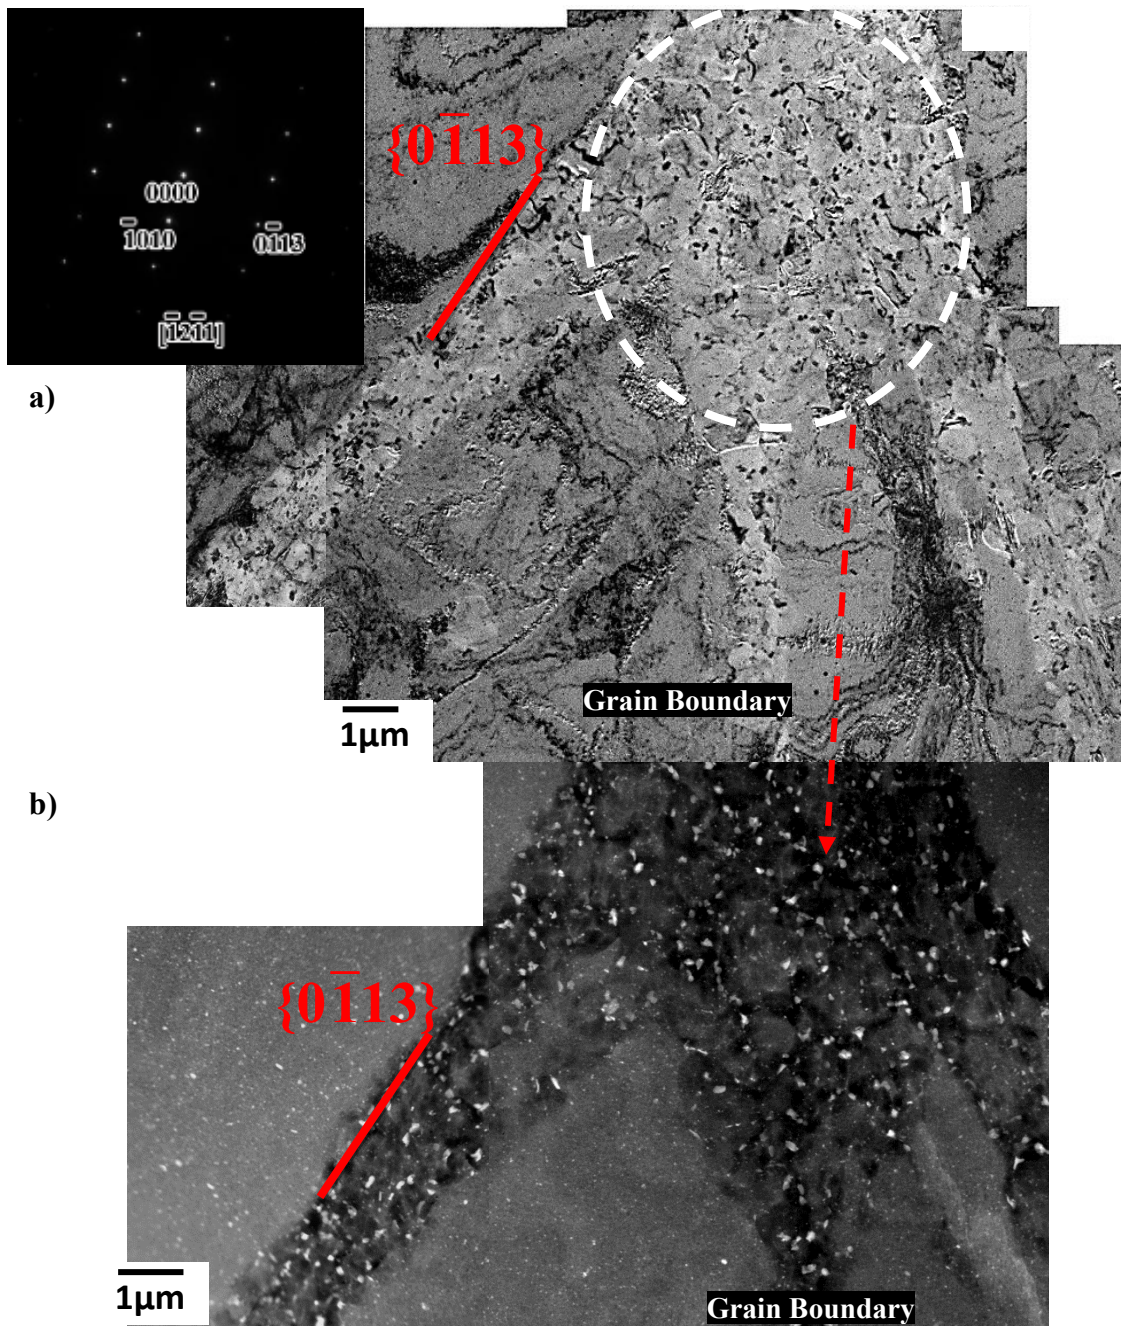 {01̅13}
0000
1̅010
01̅13
[1̅21̅1]
a)
Grain Boundary
1μm
b)
{01̅13}
1μm
Grain Boundary